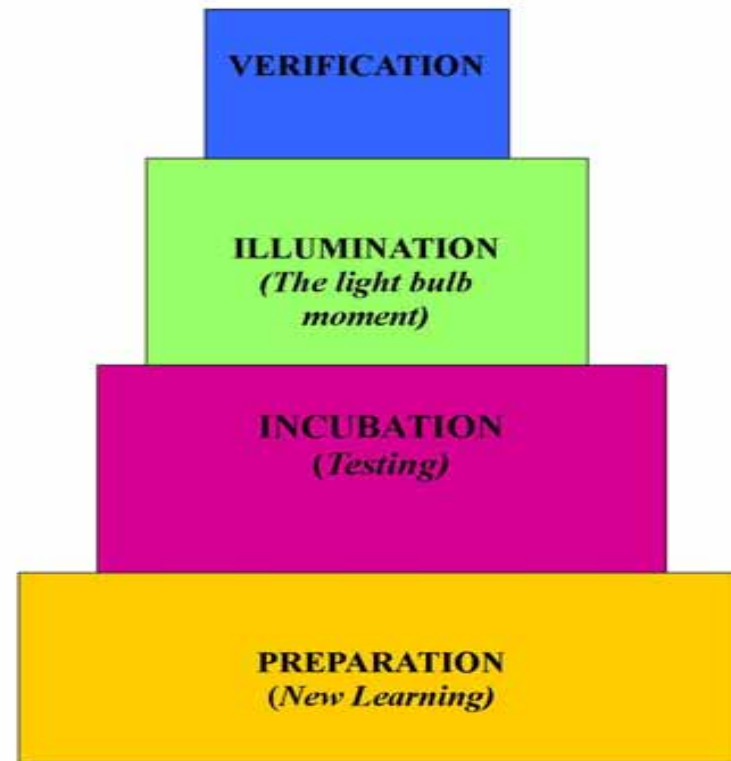 VERIFICATION
ILLUMINATION
(The light bulb
moment)
INCUBATION
(Testing)
PREPARATION
(New Learning)